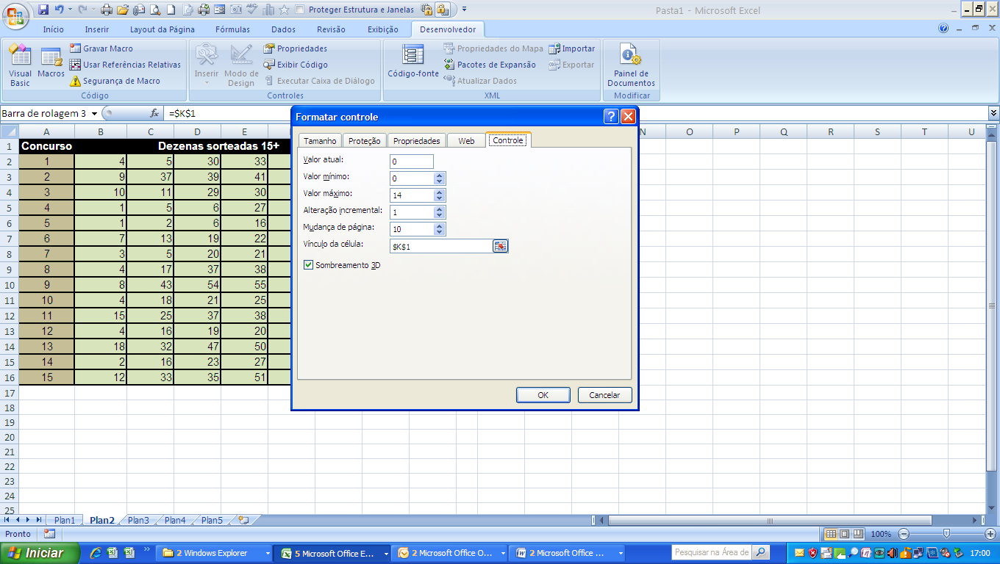 Proteger Estrutura e Janelas
Pasta1 - Microsoft Excel
Início Inserir Layout da Página Fórmulas Dados Revisão Exibição Desenvolvedor
Visual Basic
Macros
Gravar Macro
Usar Referências Relativas
Segurança de Macro
Código
Inserir
Modo de Design
Propriedades
Exibir Código
Executar Caixa de Diálogo
Controles
Código-fonte
Propriedades do Mapa
Pacotes de Expansão
Atualizar Dados
Importar
Exportar
XML
Painel de Documentos
Modificar
Barra de rolagem 3 fx =$K$1
A B C D E N O P Q R S T U
1 Concurso Dezenas sorteadas 15+
2 1 4 5 30 33
3 2 9 37 39 41
4 3 10 11 29 30
5 4 1 5 6 27
6 5 1 2 6 16
7 6 7 13 19 22
8 7 3 5 20 21
9 8 4 17 37 38
10 9 8 43 54 55
11 10 4 18 21 25
12 11 15 25 37 38
13 12 4 16 19 20
14 13 18 32 47 50
15 14 2 16 23 27
16 15 12 33 35 51
17
18
19
20
21
22
23
24
25
Formatar controle
Tamanho Proteção Propriedades Web Controle
Valor atual: 0
Valor mínimo: 0
Valor máximo: 14
Alteração incremental: 1
Mudança de página: 10
Vínculo da célula: $K$1
Sombreamento 3D
OK Cancelar
Plan1 Plan2 Plan3 Plan4 Plan5
Pronto 100%
Iniciar 2 Windows Explorer 5 Microsoft Office E... 2 Microsoft Office O... 2 Microsoft Office ... Pesquisar na Área de 17:00